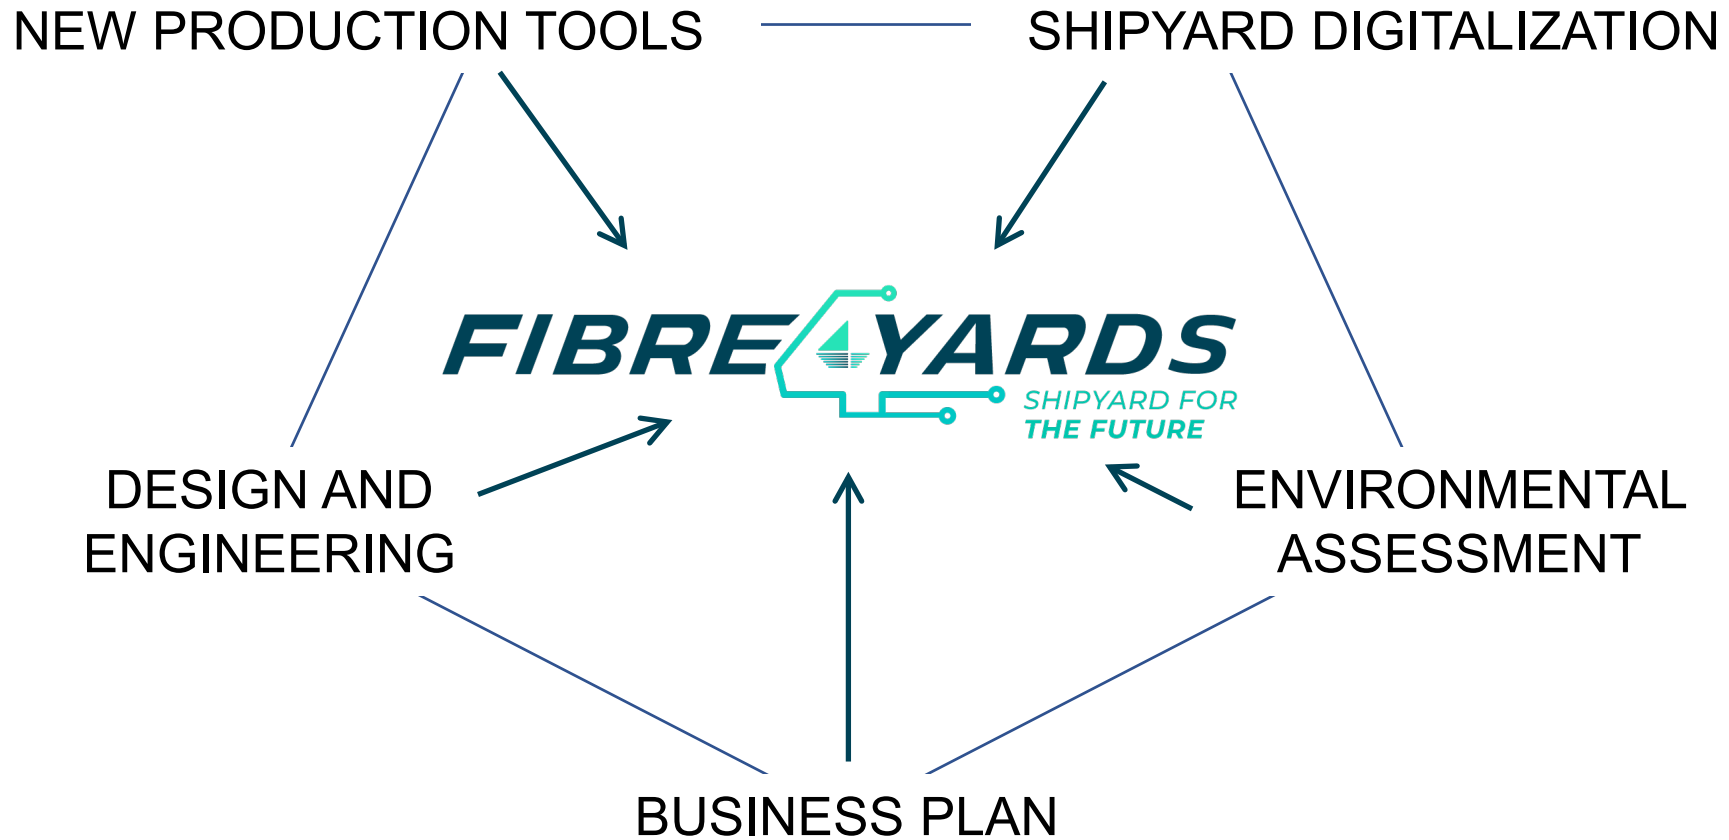 NEW PRODUCTION TOOLS
SHIPYARD DIGITALIZATION
FIBRE4YARDS
SHIPYARD FOR
THE FUTURE
DESIGN AND
ENGINEERING
ENVIRONMENTAL
ASSESSMENT
BUSINESS PLAN